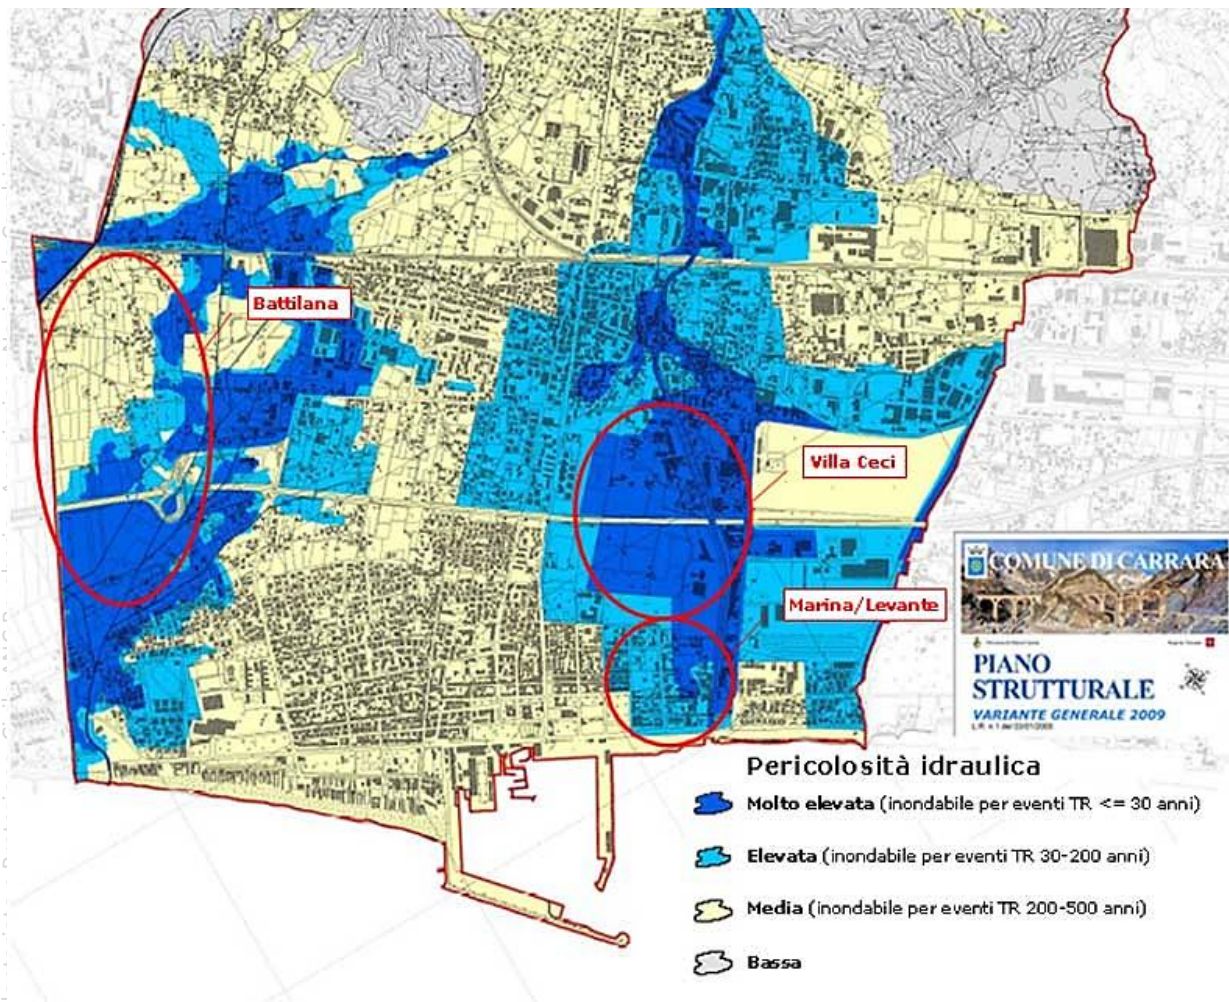 Battilana
Villa Ceci
Marina/Levante
COMUNE DI CARRARA
PIANO
STRUTTURALE
VARIANTE GENERALE 2009
Pericolosità idraulica
Molto elevata (inondabile per eventi TR <= 30 anni)
Elevata (inondabile per eventi TR 30-200 anni)
Media (inondabile per eventi TR 200-500 anni)
Bassa